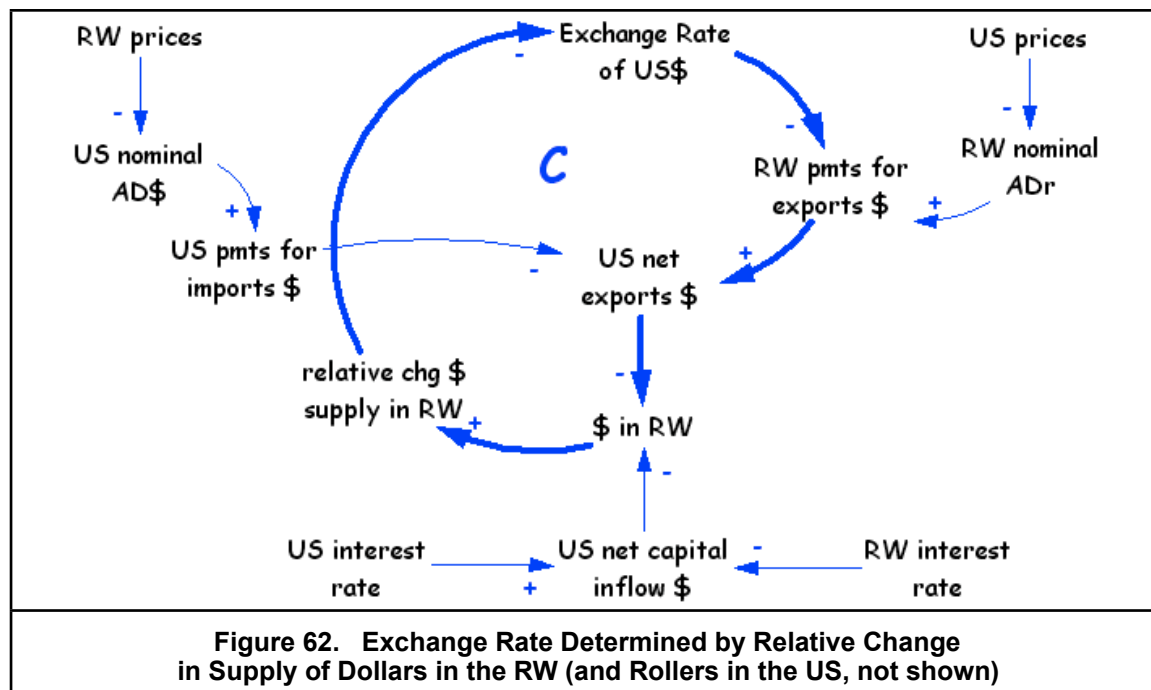 RW prices
Exchange Rate
of US$
US prices
-
-
-
-
US nominal
AD$
C
RW pmts for
exports $
RW nominal
ADr
+
+
US pmts for
imports $
-
US net
exports $
+
relative chg $
supply in RW
-
+
$ in RW
-
US interest
rate
+
US net capital
inflow $
-
RW interest
rate
Figure 62. Exchange Rate Determined by Relative Change
in Supply of Dollars in the RW (and Rollers in the US, not shown)